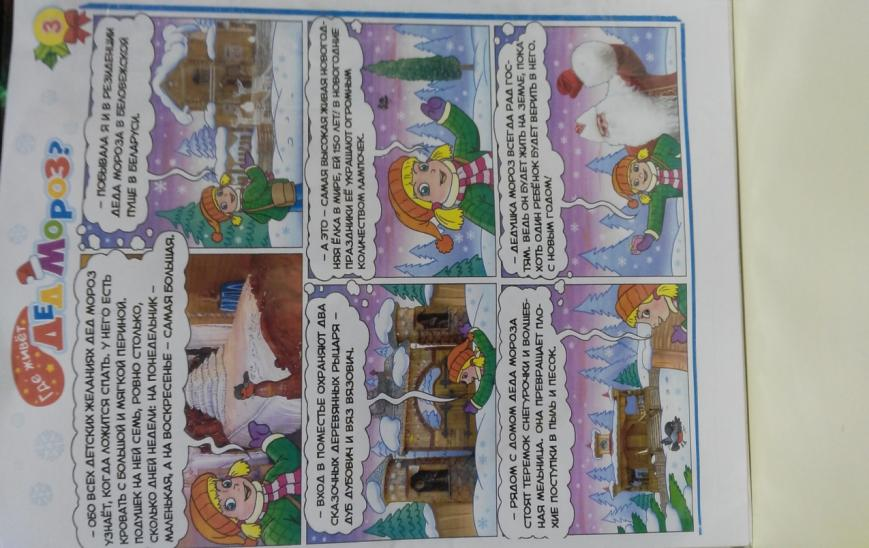 3
Где живёт
ДЕД МОРОЗ?
– ОБО ВСЕХ ДЕТСКИХ ЖЕЛАНИЯХ ДЕД МОРОЗ
УЗНАЁТ, КОГДА ЛОЖИТСЯ СПАТЬ. У НЕГО ЕСТЬ
КРОВАТЬ С БОЛЬШОЙ И МЯГКОЙ ПЕРИНОЙ.
ПОДУШЕК НА НЕЙ СЕМЬ, РОВНО СТОЛЬКО,
СКОЛЬКО ДНЕЙ НЕДЕЛИ: НА ПОНЕДЕЛЬНИК –
МАЛЕНЬКАЯ, А НА ВОСКРЕСЕНЬЕ – САМАЯ БОЛЬШАЯ.
– ПОБЫВАЛА Я И В РЕЗИДЕНЦИИ
ДЕДА МОРОЗА В БЕЛОВЕЖСКОЙ
ПУЩЕ В БЕЛАРУСИ.
– ВХОД В ПОМЕСТЬЕ ОХРАНЯЮТ ДВА
СКАЗОЧНЫХ ДЕРЕВЯННЫХ РЫЦАРЯ –
ДУБ ДУБОВИЧ И ВЯЗ ВЯЗОВИЧ.
– А ЭТО – САМАЯ ВЫСОКАЯ ЖИВАЯ НОВОГОД-
НЯЯ ЁЛКА В МИРЕ, ЕЙ 150 ЛЕТ! В НОВОГОДНИЕ
ПРАЗДНИКИ ЕЁ УКРАШАЮТ ОГРОМНЫМ
КОЛИЧЕСТВОМ ЛАМПОЧЕК.
– РЯДОМ С ДОМОМ ДЕДА МОРОЗА
СТОЯТ ТЕРЕМОК СНЕГУРОЧКИ И ВОЛШЕБ-
НАЯ МЕЛЬНИЦА. ОНА ПРЕВРАЩАЕТ ПЛО-
ХИЕ ПОСТУПКИ В ПЫЛЬ И ПЕСОК.
– ДЕДУШКА МОРОЗ ВСЕГДА РАД ГОС-
ТЯМ. ВЕДЬ ОН БУДЕТ ЖИТЬ НА ЗЕМЛЕ, ПОКА
ХОТЬ ОДИН РЕБЁНОК БУДЕТ ВЕРИТЬ В НЕГО.
С НОВЫМ ГОДОМ!